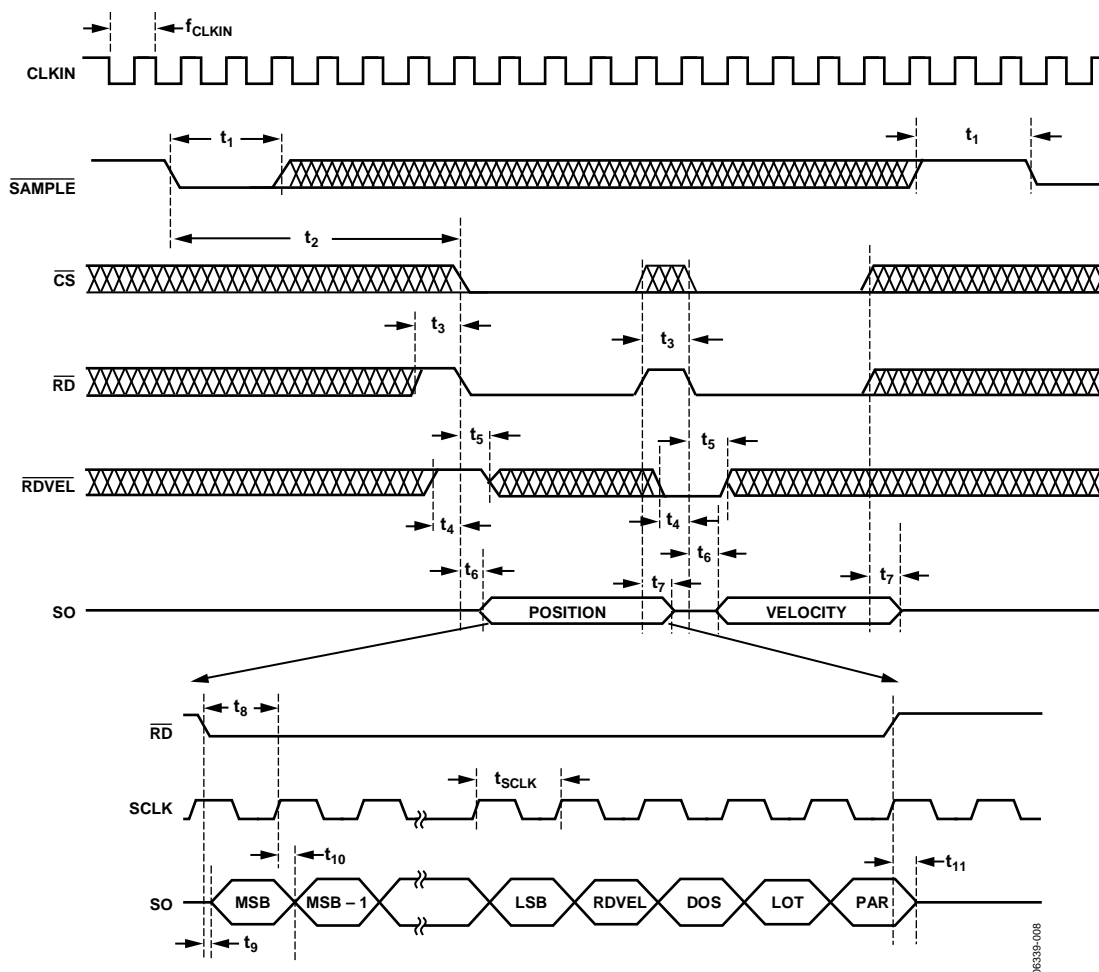 fCLKIN
CLKIN
t1
t1
SAMPLE
t2
CS
t3
t3
RD
t5
t5
RDVEL
t4
t4
t6
t6
t7
t7
SO
POSITION
VELOCITY
t8
RD
tSCLK
SCLK
t10
t11
SO
MSB
MSB – 1
LSB
RDVEL
DOS
LOT
PAR
t9
06339-008